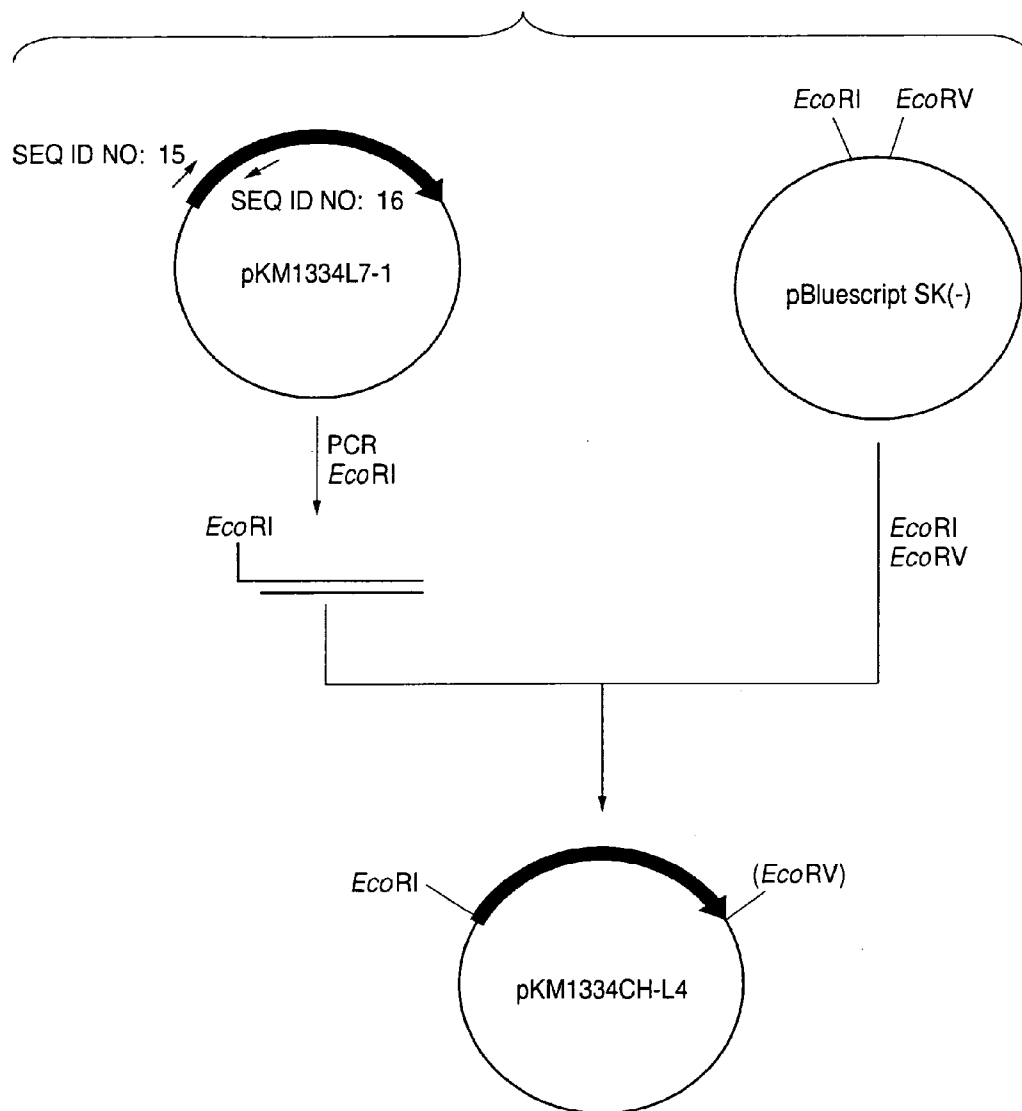 EcoRI EcoRV
SEQ ID NO: 15
SEQ ID NO: 16
pKM1334L7-1
pBluescript SK(-)
PCR
EcoRI
EcoRI
EcoRI
EcoRV
EcoRI
(EcoRV)
pKM1334CH-L4